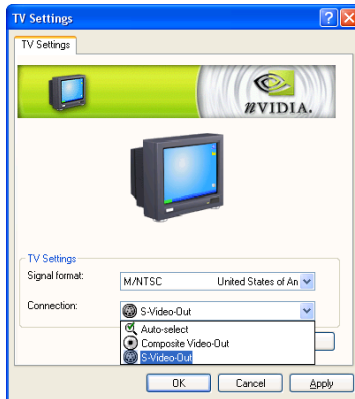 TV Settings
TV Settings
nVIDIA.
TV Settings
Signal format:
M/NTSC United States of Am
Connection:
S-Video-Out
Auto-select
Composite Video-Out
S-Video-Out
OK Cancel Apply